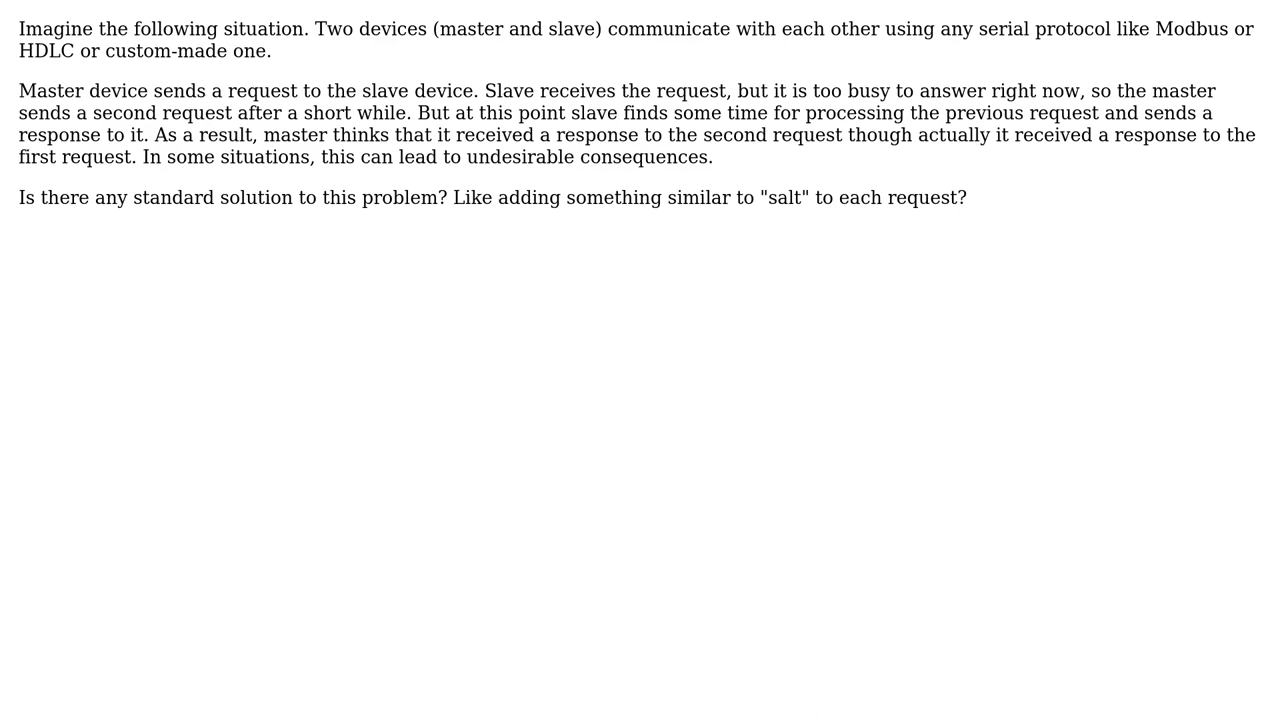 Imagine the following situation. Two devices (master and slave) communicate with each other using any serial protocol like Modbus or
HDLC or custom-made one.
Master device sends a request to the slave device. Slave receives the request, but it is too busy to answer right now, so the master
sends a second request after a short while. But at this point slave finds some time for processing the previous request and sends a
response to it. As a result, master thinks that it received a response to the second request though actually it received a response to the
first request. In some situations, this can lead to undesirable consequences.
Is there any standard solution to this problem? Like adding something similar to "salt" to each request?